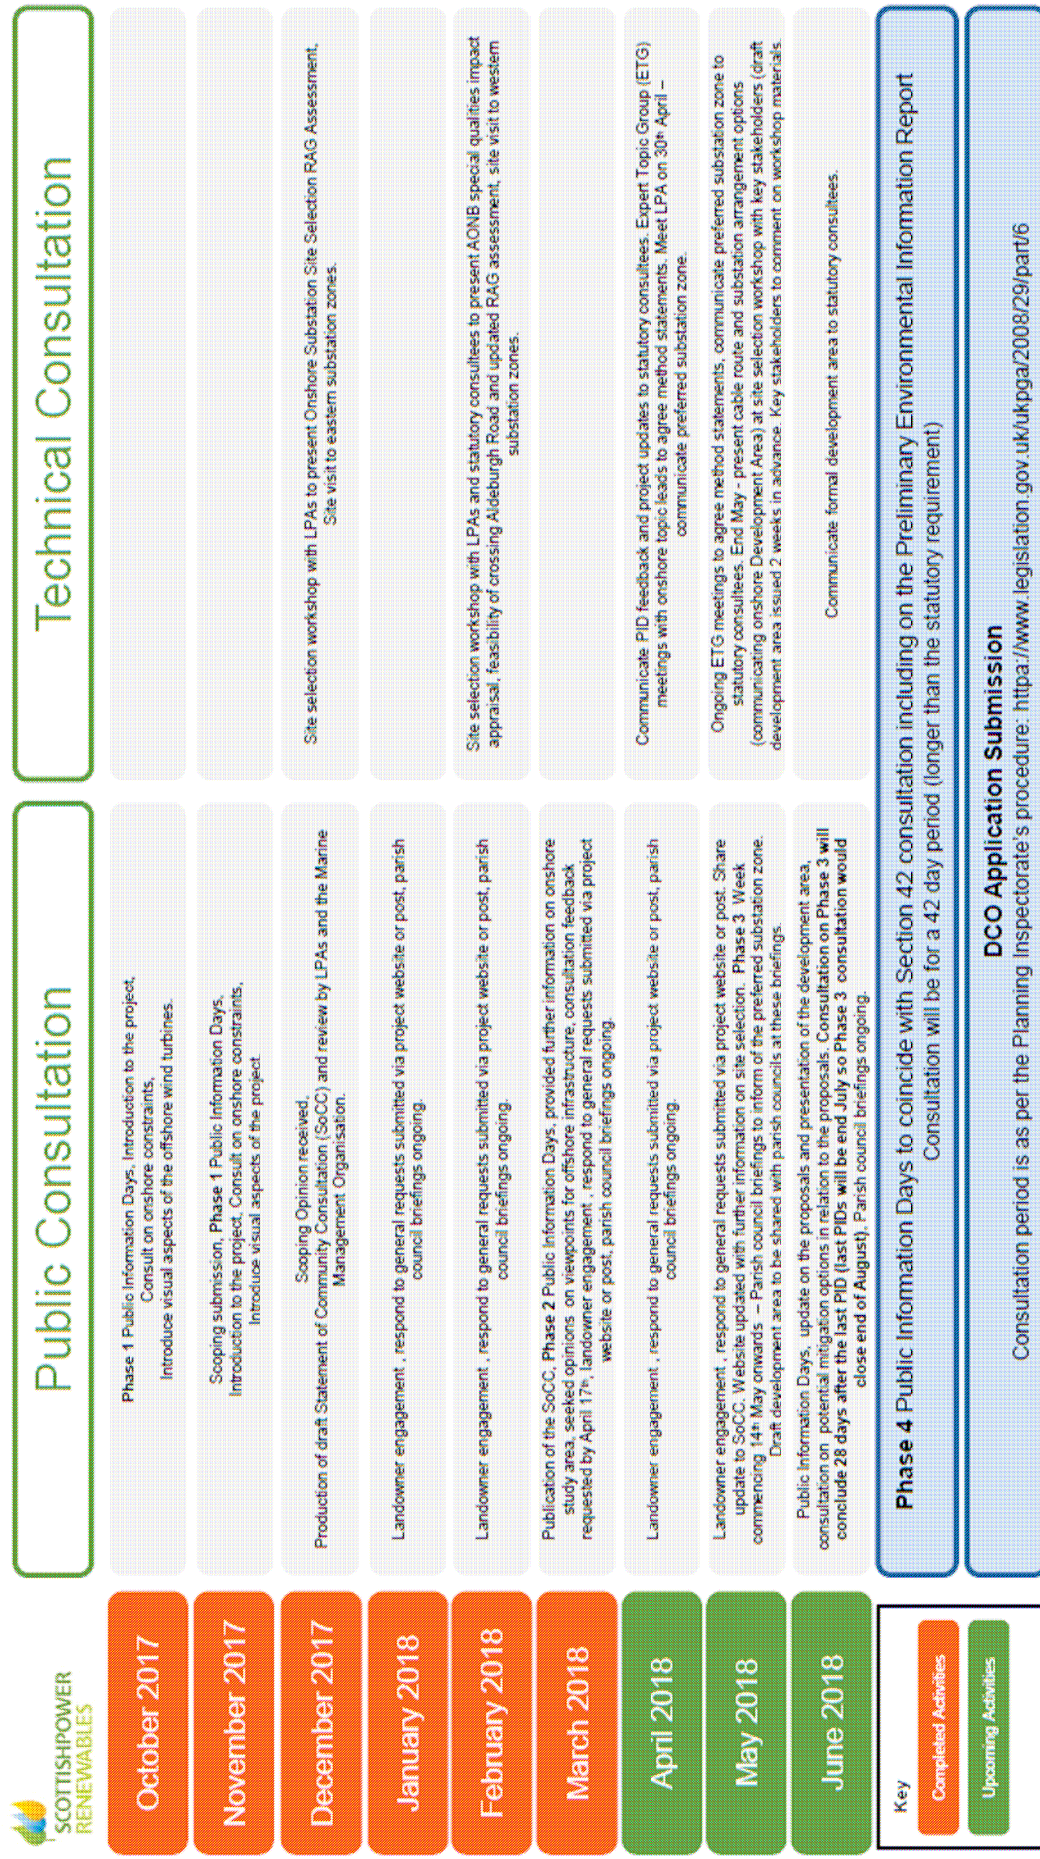 SCOTTISHPOWER
RENEWABLES
Public Consultation
Technical Consultation
October 2017
Phase 1 Public Information Days, Introduction to the project,
Consult on onshore constraints,
Introduce visual aspects of the offshore wind turbines.
November 2017
Scoping submission, Phase 1 Public Information Days,
Introduction to the project, Consult on onshore constraints,
Introduce visual aspects of the project
December 2017
Scoping Opinion received,
Production of draft Statement of Community Consultation (SoCC) and review by LPAs and the Marine
Management Organisation.
Site selection workshop with LPAs to present Onshore Substation Site Selection RAG Assessment,
Site visit to eastern substation zones.
January 2018
Landowner engagement , respond to general requests submitted via project website or post, parish
council briefings ongoing.
February 2018
Landowner engagement , respond to general requests submitted via project website or post, parish
council briefings ongoing.
Site selection workshop with LPAs and statutory consultees to present AONB special qualities impact
appraisal, feasibility of crossing Aldeburgh Road and updated RAG assessment, site visit to western
substation zones.
March 2018
Publication of the SoCC, Phase 2 Public Information Days, provided further information on onshore
study area, seeked opinions on viewpoints for offshore infrastructure, consultation feedback
requested by April 17th, landowner engagement , respond to general requests submitted via project
website or post, parish council briefings ongoing.
April 2018
Landowner engagement , respond to general requests submitted via project website or post, parish
council briefings ongoing.
Communicate PID feedback and project updates to statutory consultees. Expert Topic Group (ETG)
meetings with onshore topic leads to agree method statements. Meet LPA on 30th April –
communicate preferred substation zone.
May 2018
Landowner engagement , respond to general requests submitted via project website or post. Share
update to SoCC. Website updated with further information on site selection. Phase 3 Week
commencing 14th May onwards – Parish council briefings to inform of the preferred substation zone.
Draft development area to be shared with parish councils at these briefings.
Ongoing ETG meetings to agree method statements, communicate preferred substation zone to
statutory consultees. End May - present cable route and substation arrangement options
(communicating onshore Development Area) at site selection workshop with key stakeholders (draft
development area issued 2 weeks in advance. Key stakeholders to comment on workshop materials.
June 2018
Public Information Days, update on the proposals and presentation of the development area,
consultation on potential mitigation options in relation to the proposals. Consultation on Phase 3 will
conclude 28 days after the last PID (last PIDs will be end July so Phase 3 consultation would
close end of August). Parish council briefings ongoing.
Communicate formal development area to statutory consultees.
Phase 4 Public Information Days to coincide with Section 42 consultation including on the Preliminary Environmental Information Report
Consultation will be for a 42 day period (longer than the statutory requirement)
DCO Application Submission
Consultation period is as per the Planning Inspectorate's procedure: https://www.legislation.gov.uk/ukpga/2008/29/part/6
Key
Completed Activities
Upcoming Activities